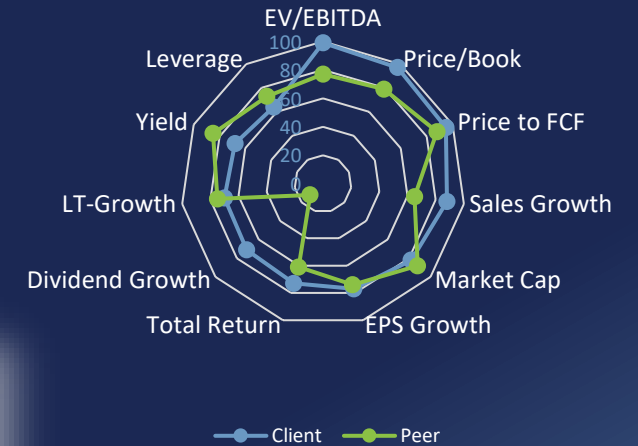 EV/EBITDA
100
Leverage
Price/Book
80
60
Yield
Price to FCF
40
20
0
LT-Growth
Sales Growth
Dividend Growth
Market Cap
Total Return
EPS Growth
Client
Peer